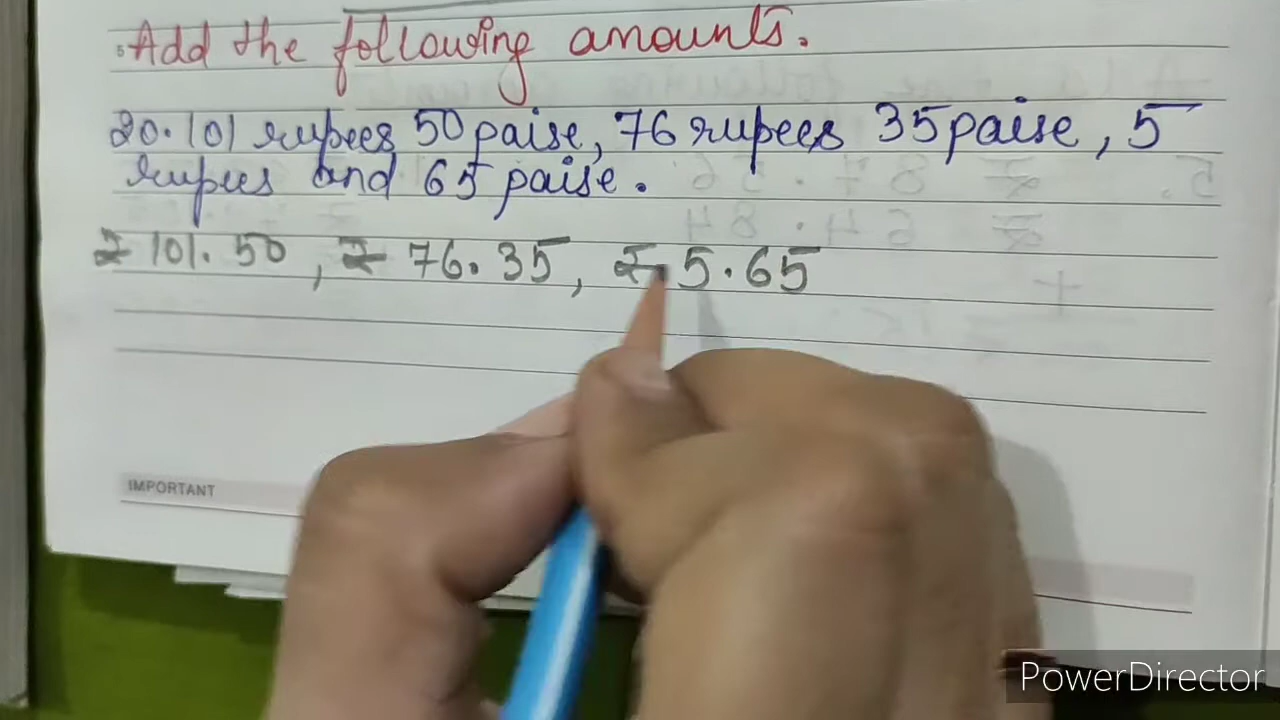 Add the following amounts.
20. 101 rupees 50 paise, 76 rupees 35 paise, 5
rupees and 65 paise.
₹ 101.50, ₹ 76.35, ₹ 5.65
IMPORTANT
PowerDirector